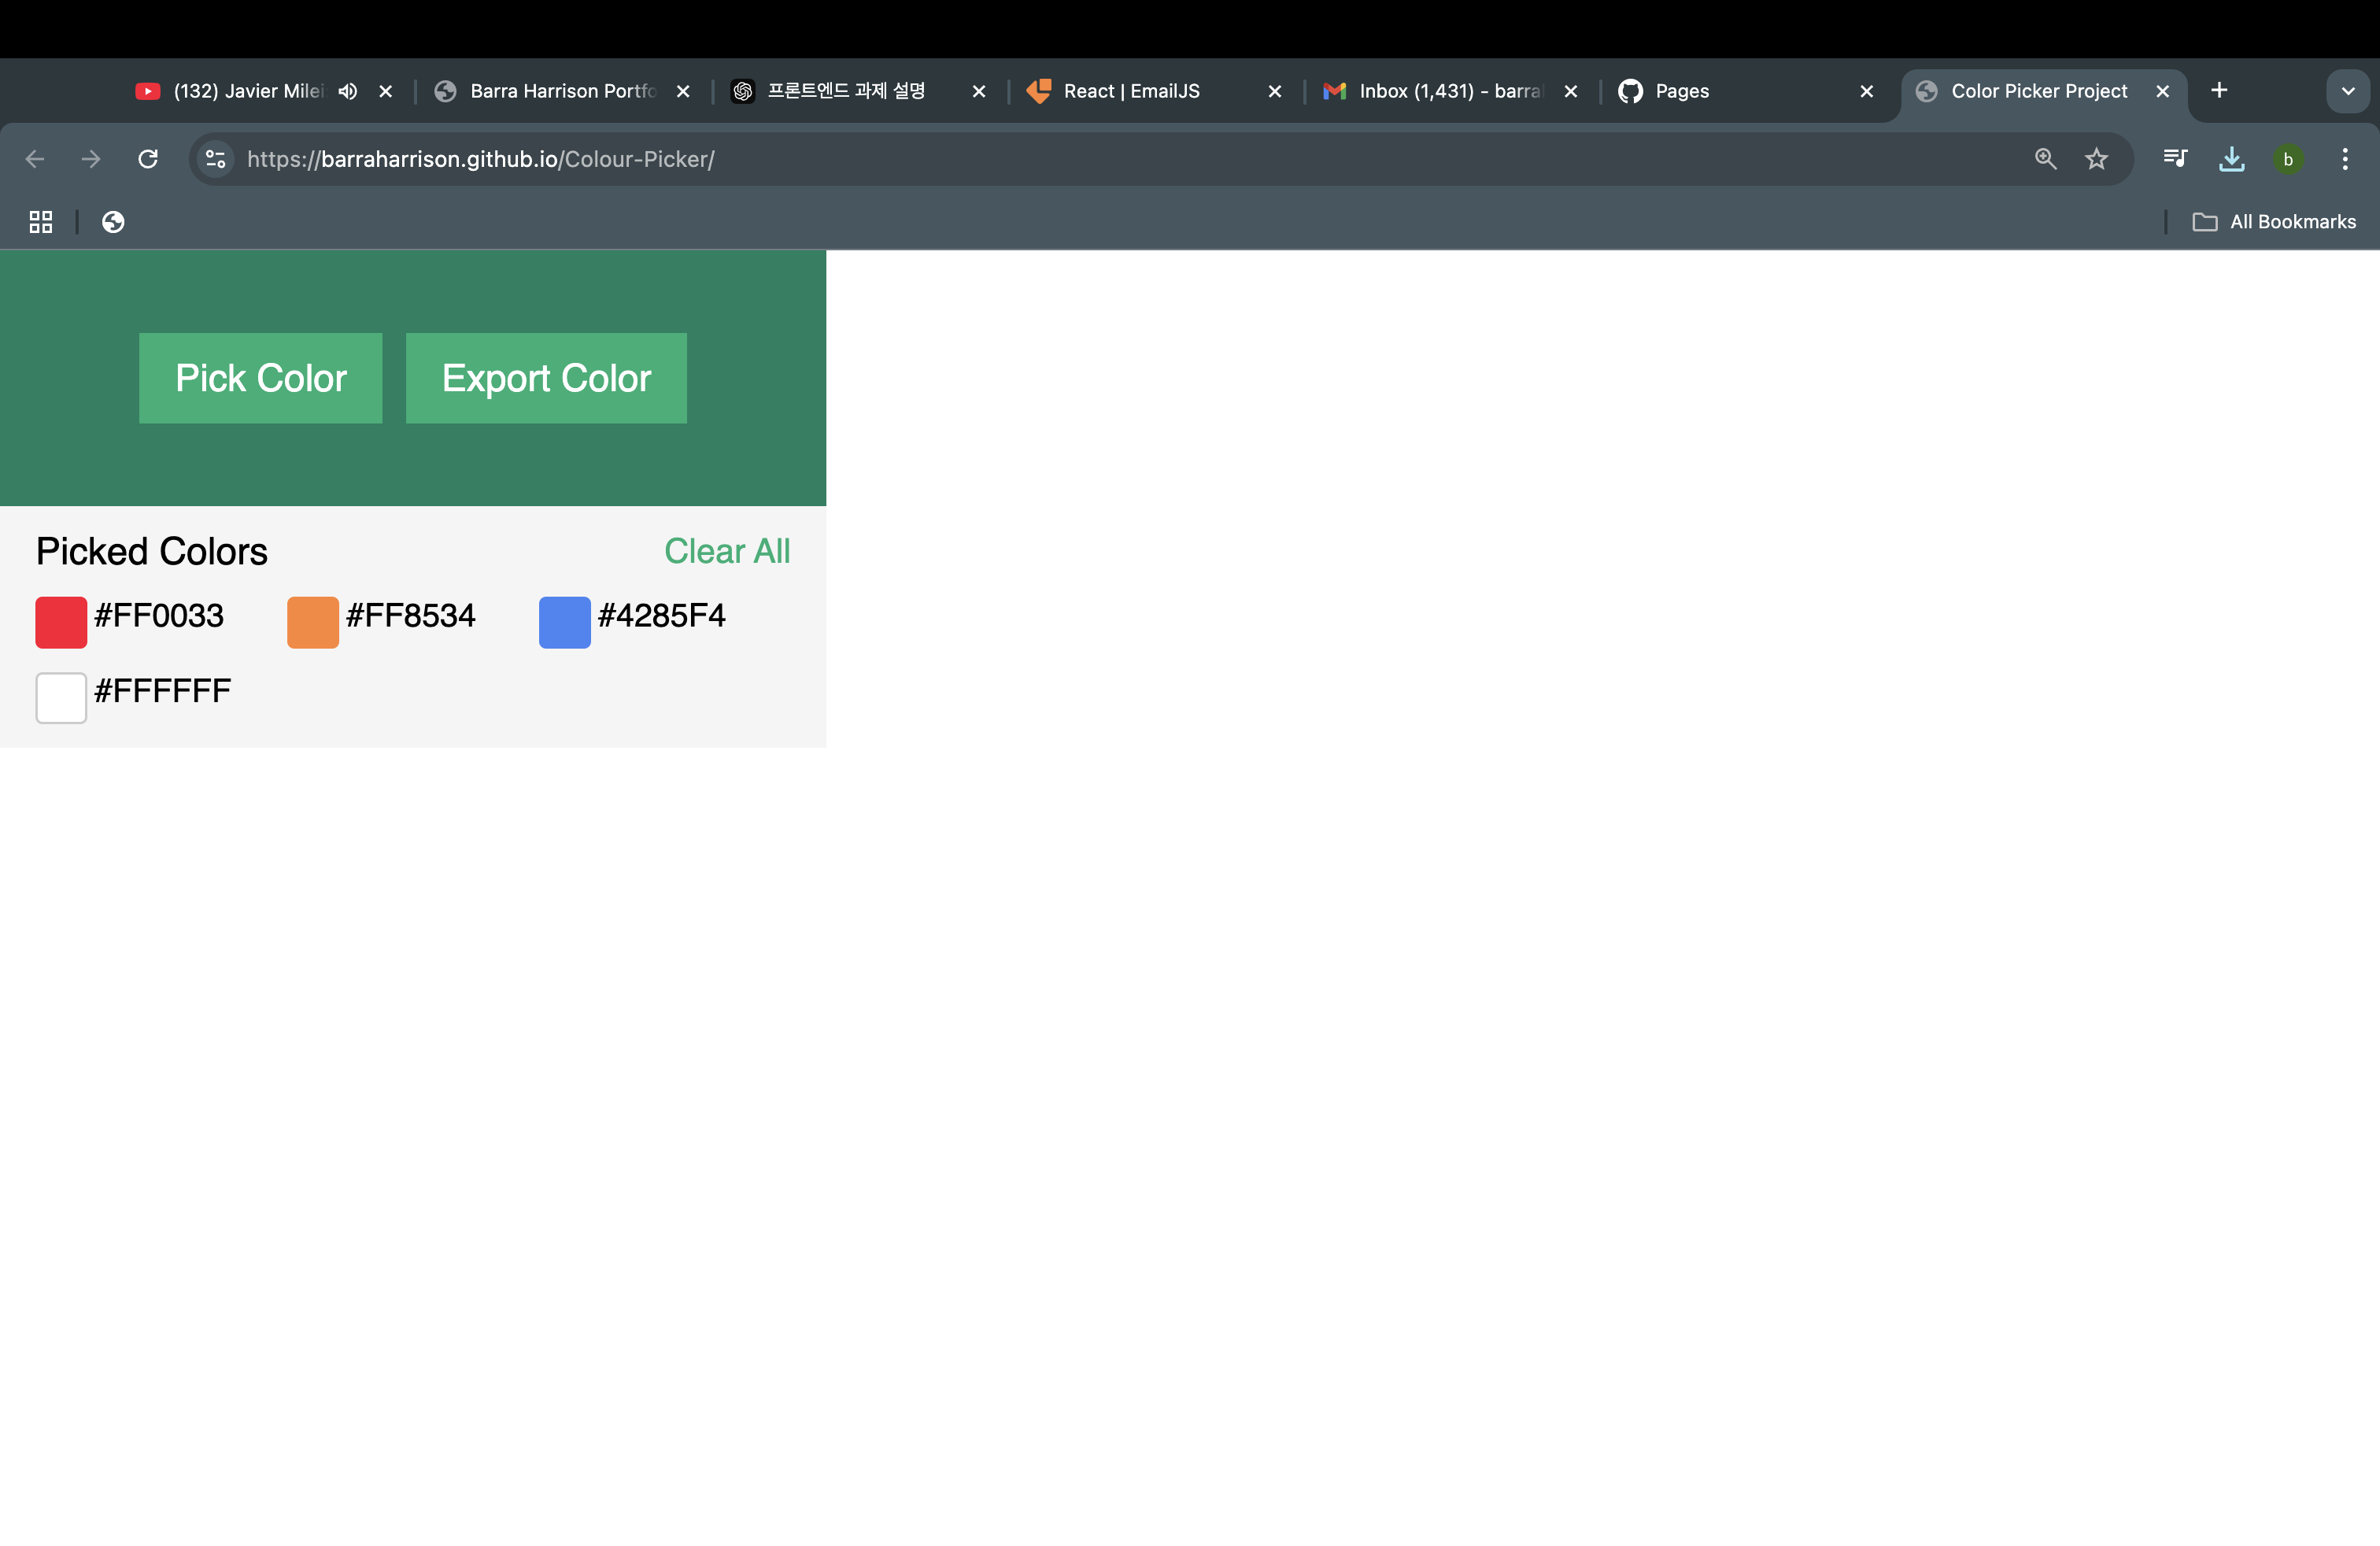 (132) Javier Milei
Barra Harrison Portfo
프론트엔드 과제 설명
React | EmailJS
Inbox (1,431) - barra
Pages
Color Picker Project
https://barraharrison.github.io/Colour-Picker/
b
All Bookmarks
Pick Color
Export Color
Picked Colors
Clear All
#FF0033
#FF8534
#4285F4
#FFFFFF